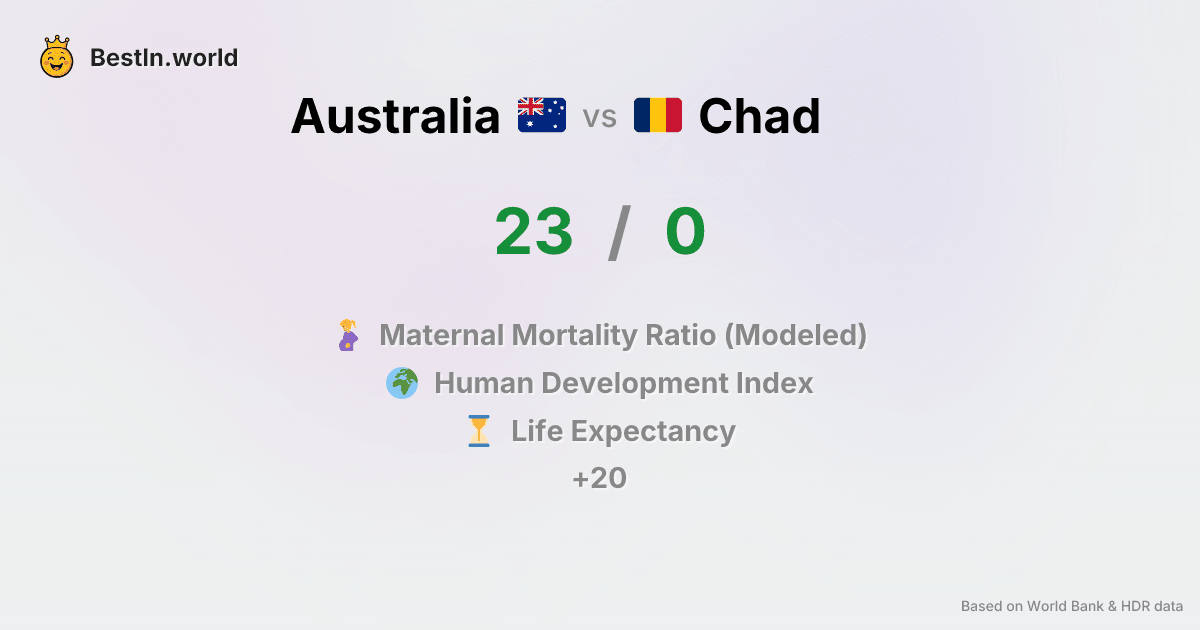 BestIn.world
Australia vs Chad
23 / 0
Maternal Mortality Ratio (Modeled)
Human Development Index
Life Expectancy
+20
Based on World Bank & HDR data